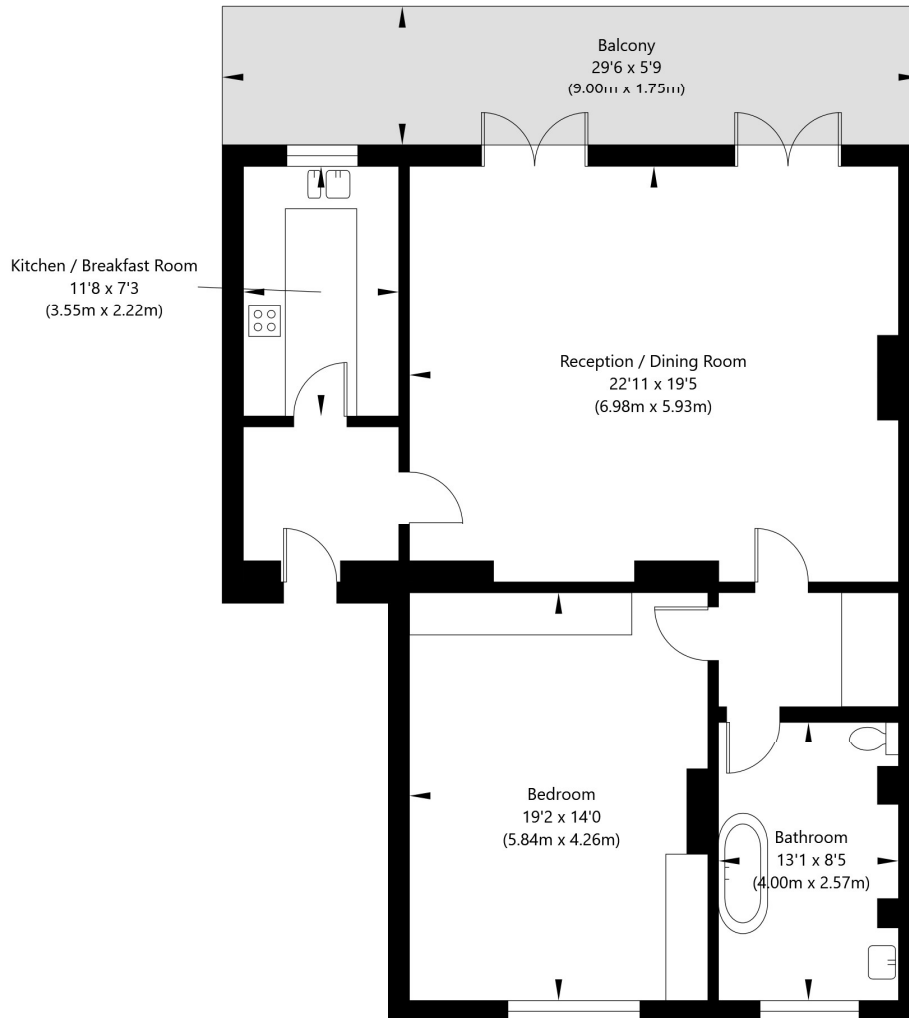 Balcony
29'6 x 5'9
(9.00m x 1.75m)
Kitchen / Breakfast Room
11'8 x 7'3
(3.55m x 2.22m)
Reception / Dining Room
22'11 x 19'5
(6.98m x 5.93m)
Bedroom
19'2 x 14'0
(5.84m x 4.26m)
Bathroom
13'1 x 8'5
(4.00m x 2.57m)